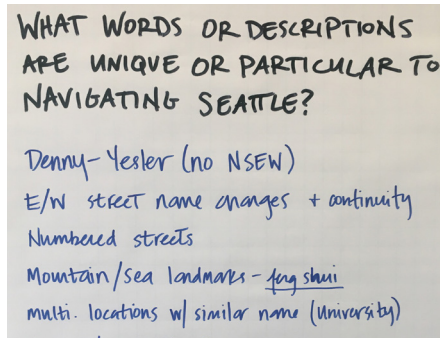 WHAT WORDS OR DESCRIPTIONS
ARE UNIQUE OR PARTICULAR TO
NAVIGATING SEATTLE?
Denny-Yesler (no NSEW)
E/W street name changes + continuity
Numbered streets
Mountain/sea landmarks - feng shui
multi. locations w/ similar name (University)